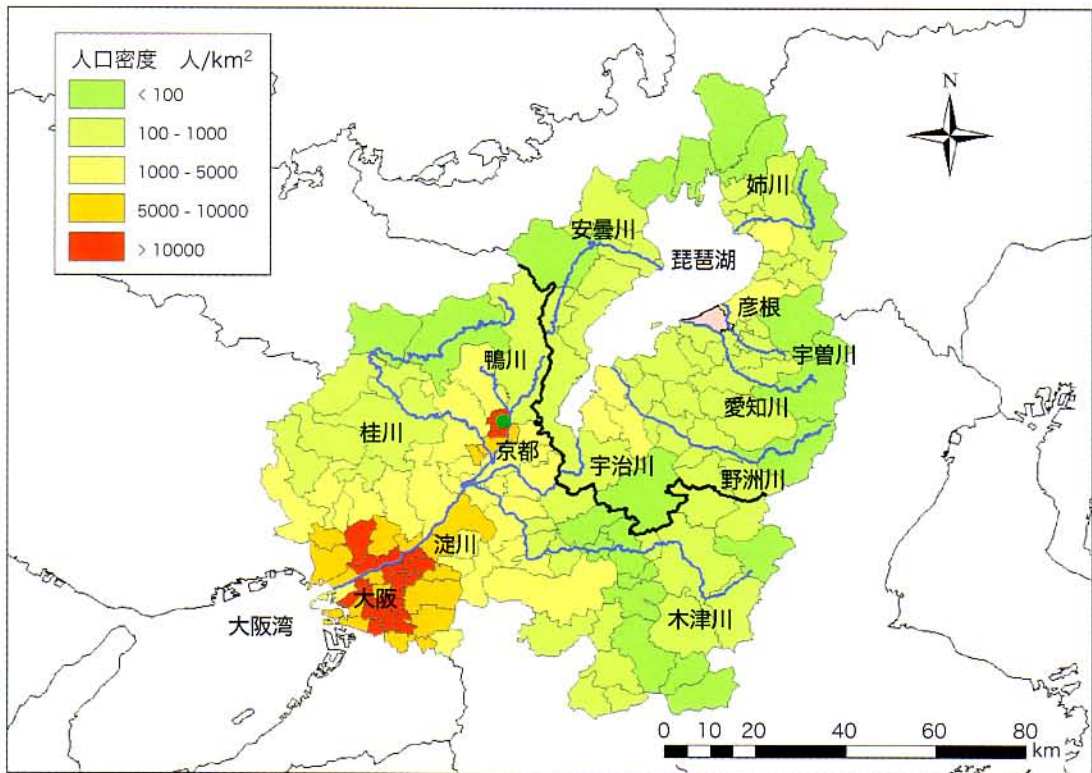 人口密度 人/km²
< 100
100 - 1000
1000 - 5000
5000 - 10000
> 10000
N
姉川
安曇川
琵琶湖
彦根
宇曽川
鴨川
愛知川
桂川
京都
宇治川
野洲川
淀川
大阪
大阪湾
木津川
0 10 20 40 60 80
km